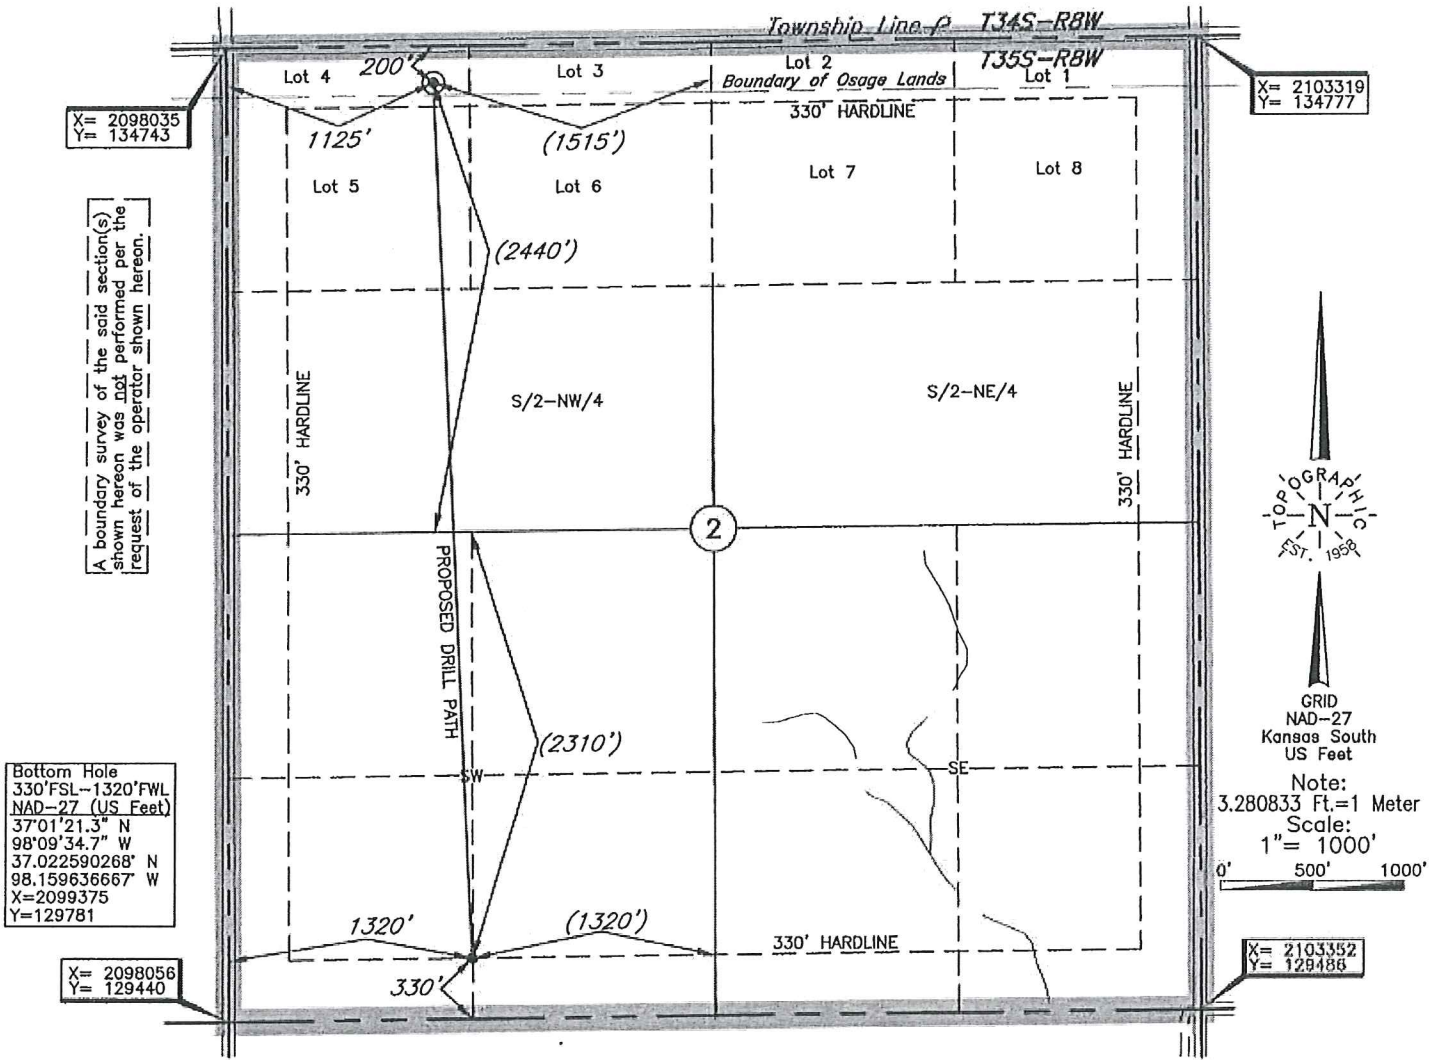 Township Line
T34S-R8W
T35S-R8W
Lot 4
200'
Lot 3
Lot 2
Lot 1
Boundary of Osage Lands
330' HARDLINE
X= 2098035
Y= 134743
X= 2103319
Y= 134777
1125'
(1515')
Lot 5
Lot 6
Lot 7
Lot 8
(2440')
A boundary survey of the said section(s)
shown hereon was not performed per the
request of the operator shown hereon.
330' HARDLINE
S/2-NW/4
S/2-NE/4
330' HARDLINE
2
TOPOGRAPHIC
N
EST. 1958
PROPOSED DRILL PATH
(2310')
SW
SE
GRID
NAD-27
Kansas South
US Feet
Note:
3.280833 Ft.=1 Meter
Scale:
1"= 1000'
0' 500' 1000'
Bottom Hole
330'FSL-1320'FWL
NAD-27 (US Feet)
37°01'21.3" N
98°09'34.7" W
37.022590268° N
98.159636667° W
X=2099375
Y=129781
1320'
(1320')
330' HARDLINE
330'
X= 2098056
Y= 129440
X= 2103352
Y= 129486